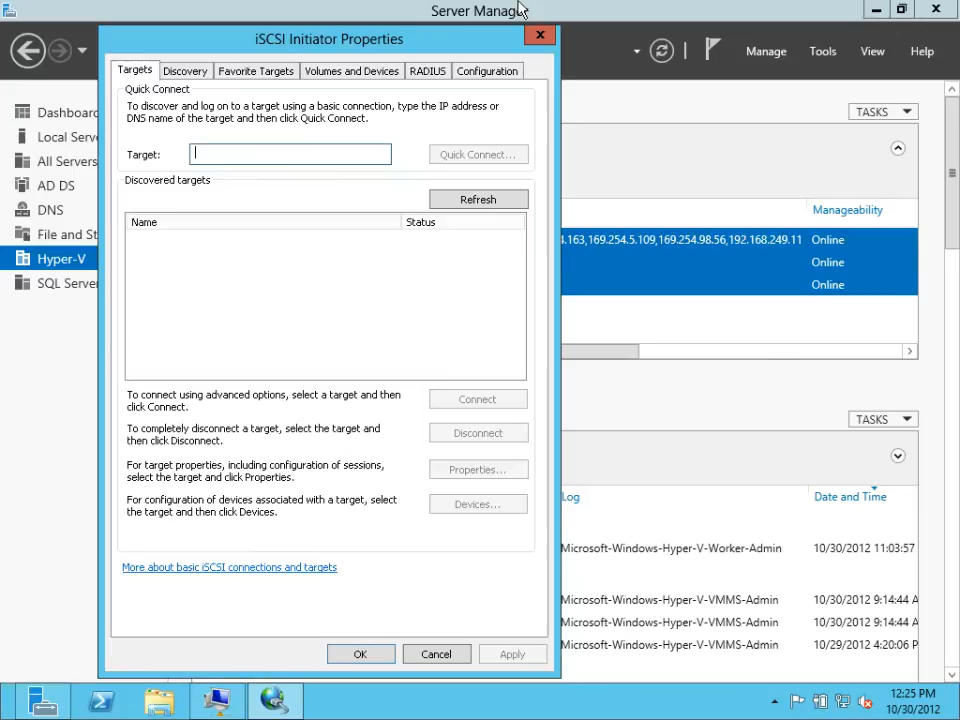 Server Manag
iSCSI Initiator Properties
Manage Tools View Help
Targets Discovery Favorite Targets Volumes and Devices RADIUS Configuration
Quick Connect
To discover and log on to a target using a basic connection, type the IP address or
DNS name of the target and then click Quick Connect.
Target:
Quick Connect...
Discovered targets
Refresh
Name Status
To connect using advanced options, select a target and then
click Connect.
Connect
To completely disconnect a target, select the target and
then click Disconnect.
Disconnect
For target properties, including configuration of sessions,
select the target and click Properties.
Properties...
For configuration of devices associated with a target, select
the target and then click Devices.
Devices...
More about basic iSCSI connections and targets
OK Cancel Apply
Dashboard
Local Serve
All Servers
AD DS
DNS
File and St
Hyper-V
SQL Server
TASKS
Manageability
4.163,169.254.5.109,169.254.98.56,192.168.249.11 Online
Online
Online
TASKS
Log Date and Time
Microsoft-Windows-Hyper-V-Worker-Admin 10/30/2012 11:03:57
Microsoft-Windows-Hyper-V-VMMS-Admin 10/30/2012 9:14:44 A
Microsoft-Windows-Hyper-V-VMMS-Admin 10/30/2012 9:14:44 A
Microsoft-Windows-Hyper-V-VMMS-Admin 10/29/2012 4:20:06 P
12:25 PM
10/30/2012